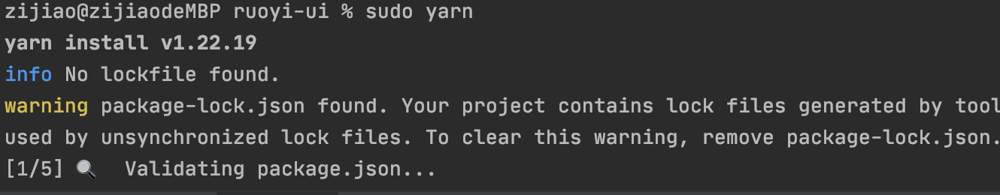 zijiao@zijiaodeMBP ruoyi-ui % sudo yarn
yarn install v1.22.19
info No lockfile found.
warning package-lock.json found. Your project contains lock files generated by tool
used by unsynchronized lock files. To clear this warning, remove package-lock.json.
[1/5] 🔍 Validating package.json...